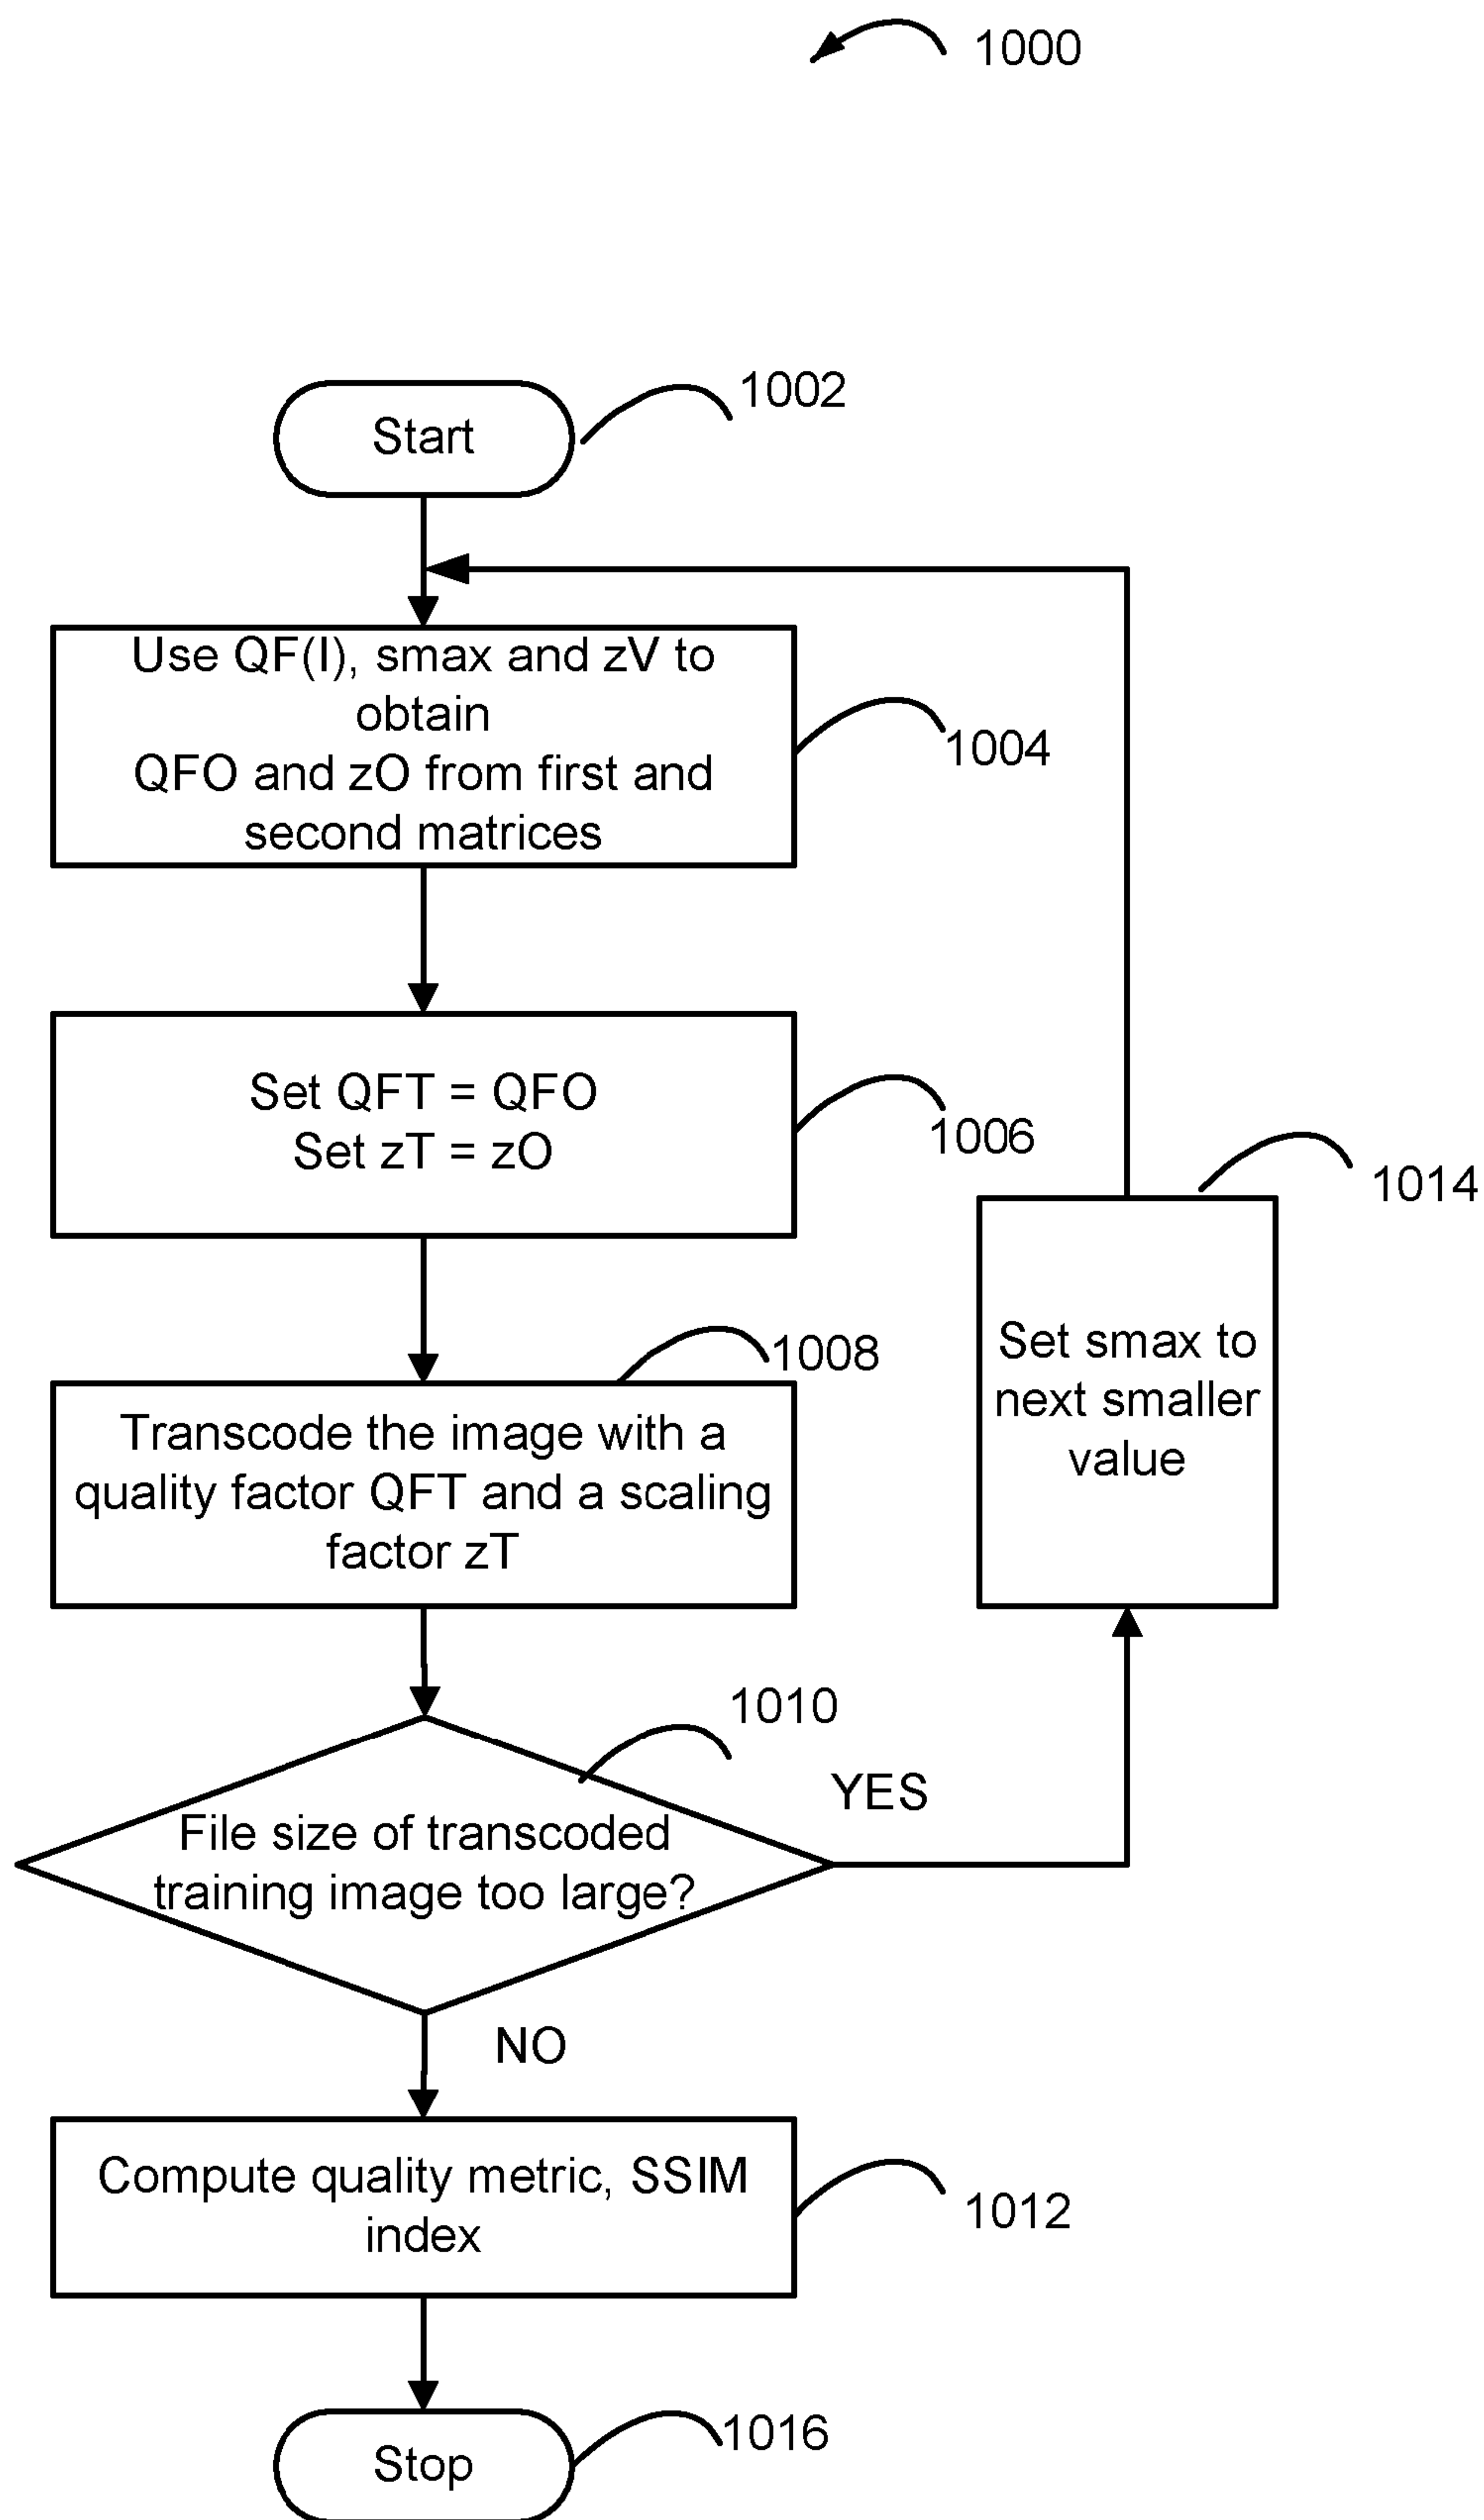 1000
Start
1002
Use QF(I), smax and zV to
obtain
QFO and zO from first and
second matrices
1004
Set QFT = QFO
Set zT = zO
1006
1014
Set smax to
next smaller
value
1008
Transcode the image with a
quality factor QFT and a scaling
factor zT
1010
YES
File size of transcoded
training image too large?
NO
Compute quality metric, SSIM
index
1012
Stop
1016